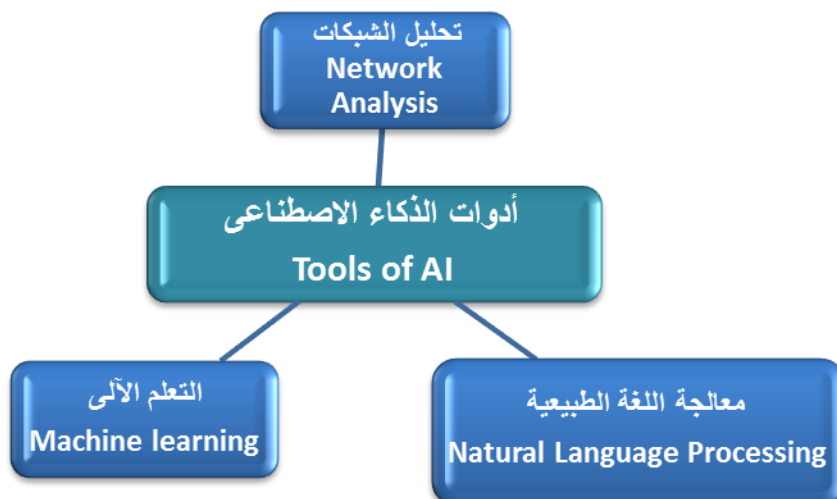 تحليل الشبكات
Network
Analysis
أدوات الذكاء الاصطناعى
Tools of AI
التعلم الآلى
Machine learning
معالجة اللغة الطبيعية
Natural Language Processing